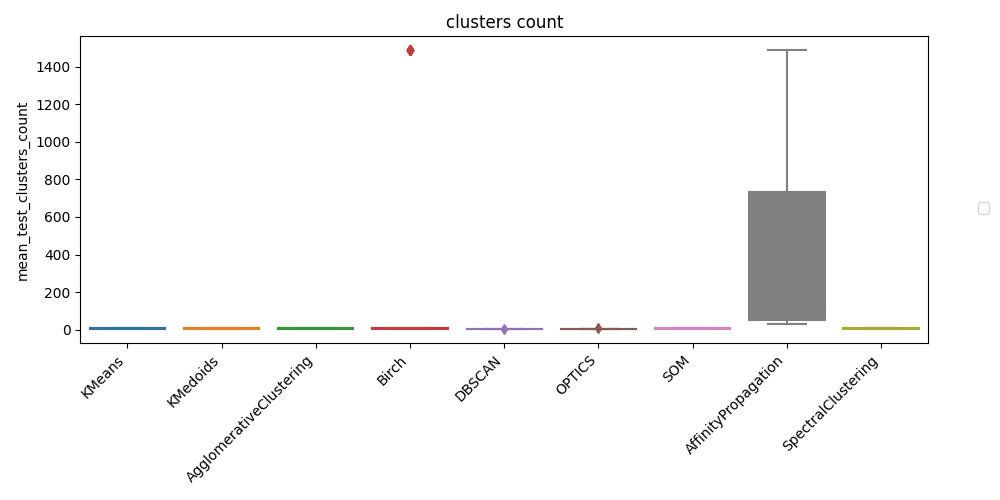 clusters count
mean_test_clusters_count
1400
1200
1000
800
600
400
200
0
KMeans
KMedoids
AgglomerativeClustering
Birch
DBSCAN
OPTICS
SOM
AffinityPropagation
SpectralClustering